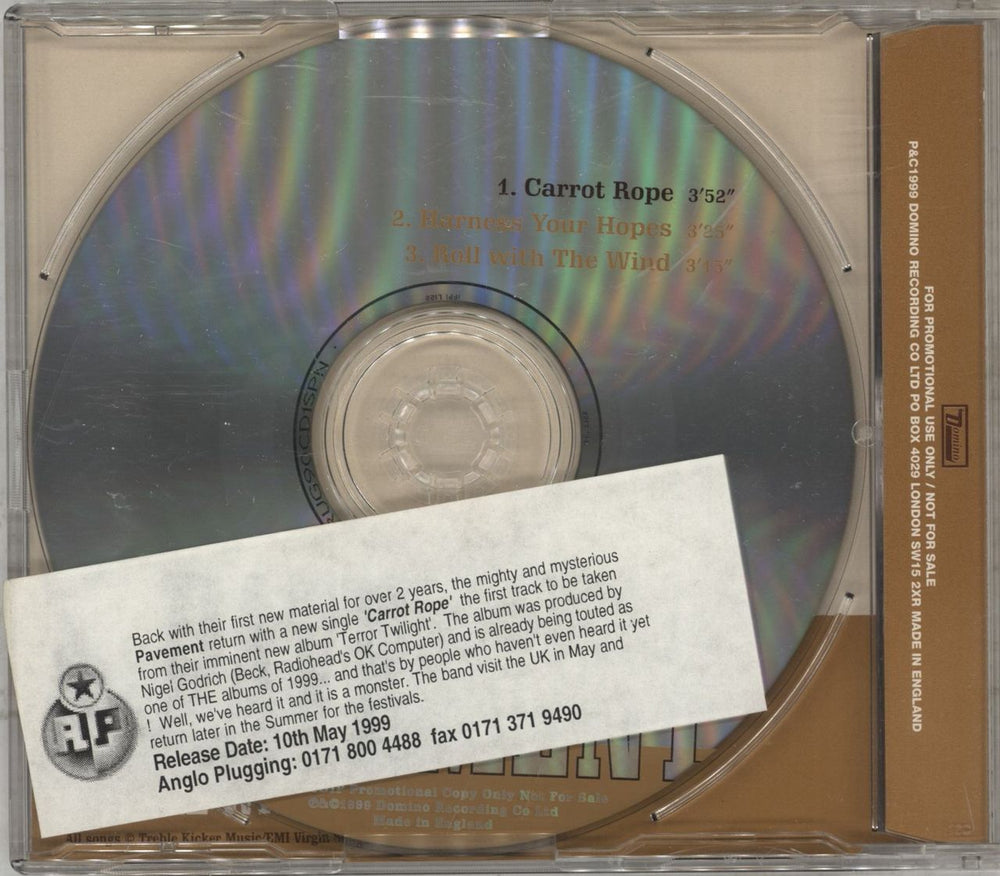 1. Carrot Rope 3'52"
2. Harness Your Hopes 3'25"
3. Roll with The Wind 3'15"
IFPI L122
RUG90CCD1SPN
Back with their first new material for over 2 years, the mighty and mysterious
Pavement return with a new single 'Carrot Rope' the first track to be taken
from their imminent new album 'Terror Twilight'. The album was produced by
Nigel Godrich (Beck, Radiohead's OK Computer) and is already being touted as
one of THE albums of 1999... and that's by people who haven't even heard it yet
! Well, we've heard it and it is a monster. The band visit the UK in May and
return later in the Summer for the festivals.
Release Date: 10th May 1999
Anglo Plugging: 0171 800 4488 fax 0171 371 9490
AP
Promotional Copy Only Not For Sale
℗&©1999 Domino Recording Co Ltd
Made in England
All songs © Treble Kicker Music/EMI Virgin
Domino
FOR PROMOTIONAL USE ONLY / NOT FOR SALE
P&C1999 DOMINO RECORDING CO LTD PO BOX 4029 LONDON SW15 2XR MADE IN ENGLAND